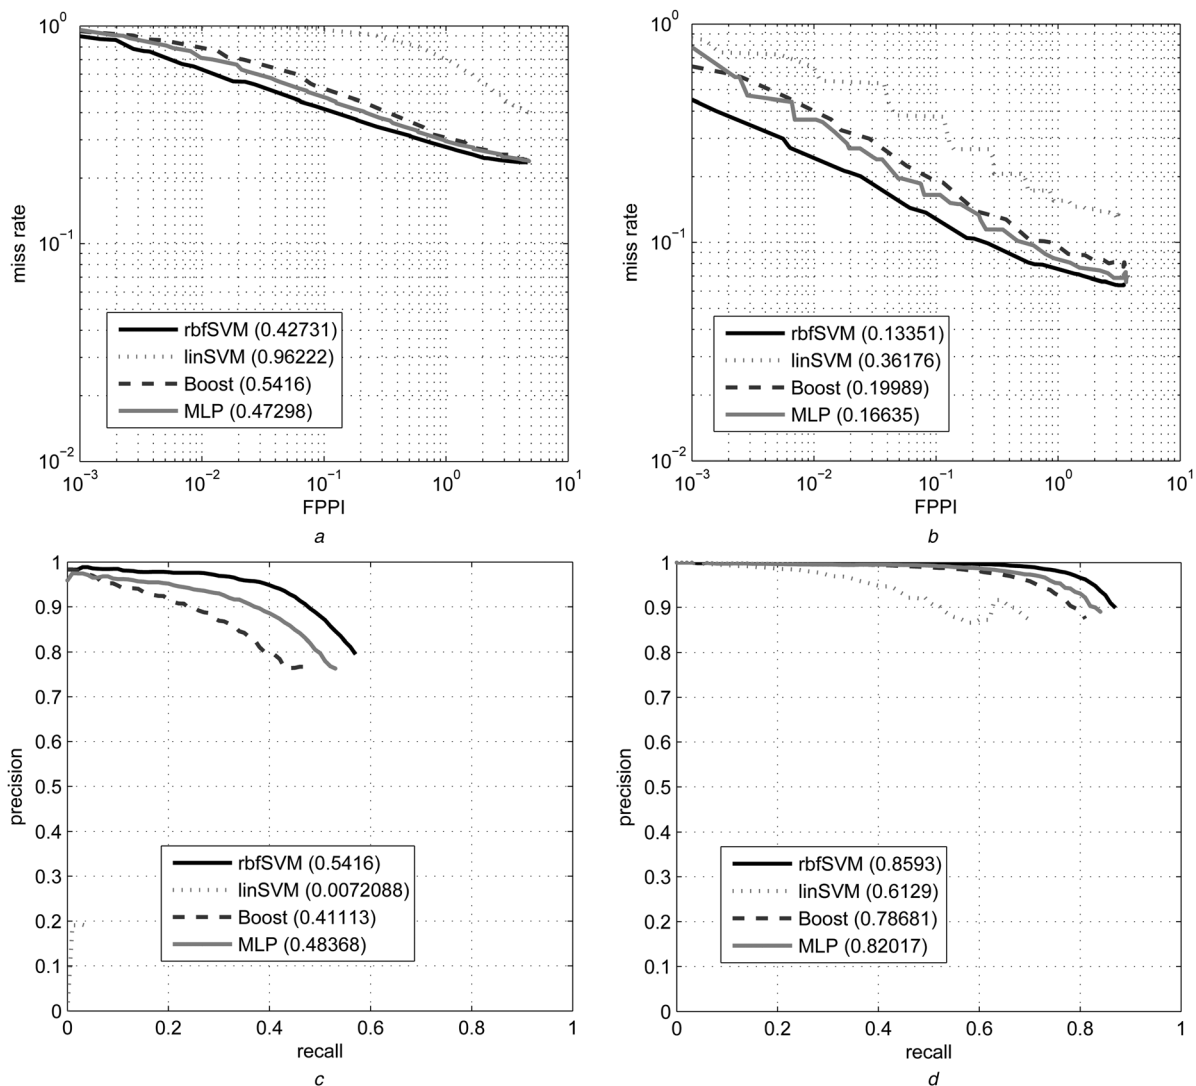 10^0
10^−1
10^−2
miss rate
rbfSVM (0.42731)
linSVM (0.96222)
Boost (0.5416)
MLP (0.47298)
10^−3 10^−2 10^−1 10^0 10^1
FPPI
a
10^0
10^−1
10^−2
miss rate
rbfSVM (0.13351)
linSVM (0.36176)
Boost (0.19989)
MLP (0.16635)
10^−3 10^−2 10^−1 10^0 10^1
FPPI
b
1
0.9
0.8
0.7
0.6
0.5
0.4
0.3
0.2
0.1
0
precision
rbfSVM (0.5416)
linSVM (0.0072088)
Boost (0.41113)
MLP (0.48368)
0 0.2 0.4 0.6 0.8 1
recall
c
1
0.9
0.8
0.7
0.6
0.5
0.4
0.3
0.2
0.1
0
precision
rbfSVM (0.8593)
linSVM (0.6129)
Boost (0.78681)
MLP (0.82017)
0 0.2 0.4 0.6 0.8 1
recall
d